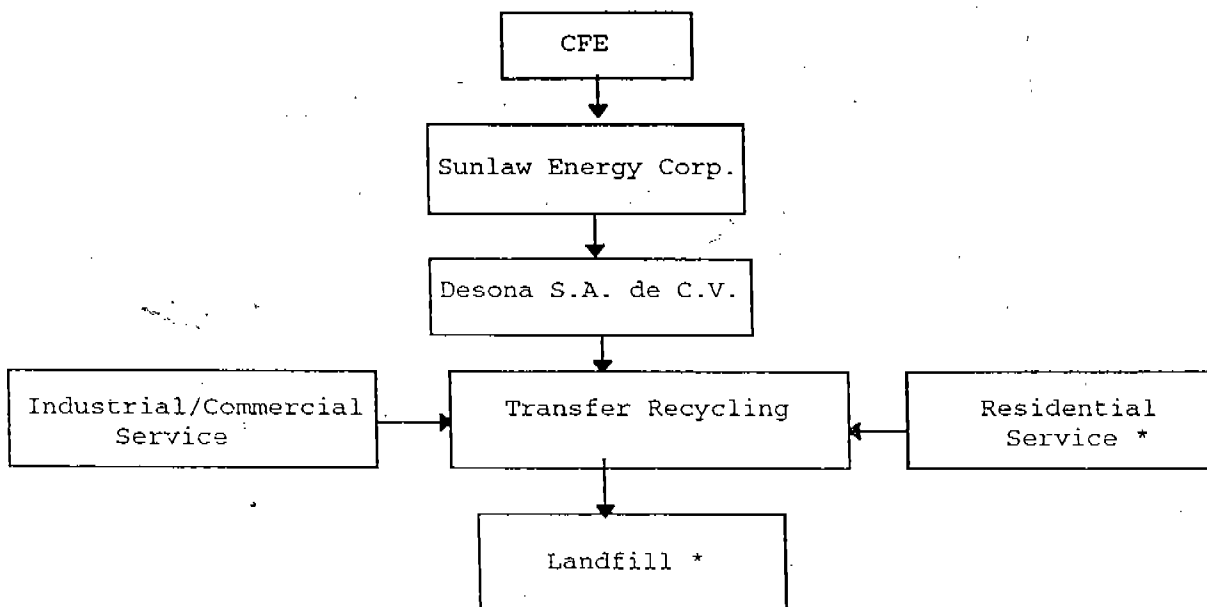 CFE
Sunlaw Energy Corp.
Desona S.A. de C.V.
Industrial/Commercial
Service
Transfer Recycling
Residential
Service *
Landfill *